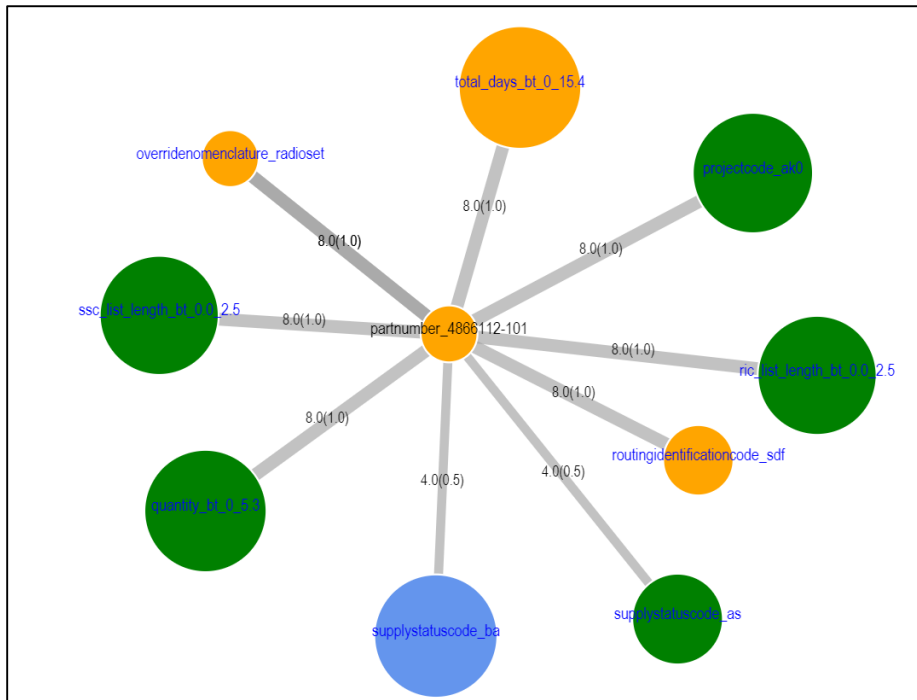 total_days_bt_0_15.4
overridenomenclature_radioset
projectcode_ak0
8.0(1.0)
8.0(1.0)
8.0(1.0)
ssc_list_length_bt_0.0_2.5
8.0(1.0)
partnumber_4866112-101
8.0(1.0)
ric_list_length_bt_0.0_2.5
8.0(1.0)
8.0(1.0)
routingidentificationcode_sdf
4.0(0.5)
4.0(0.5)
quantity_bt_0_5.3
supplystatuscode_as
supplystatuscode_ba